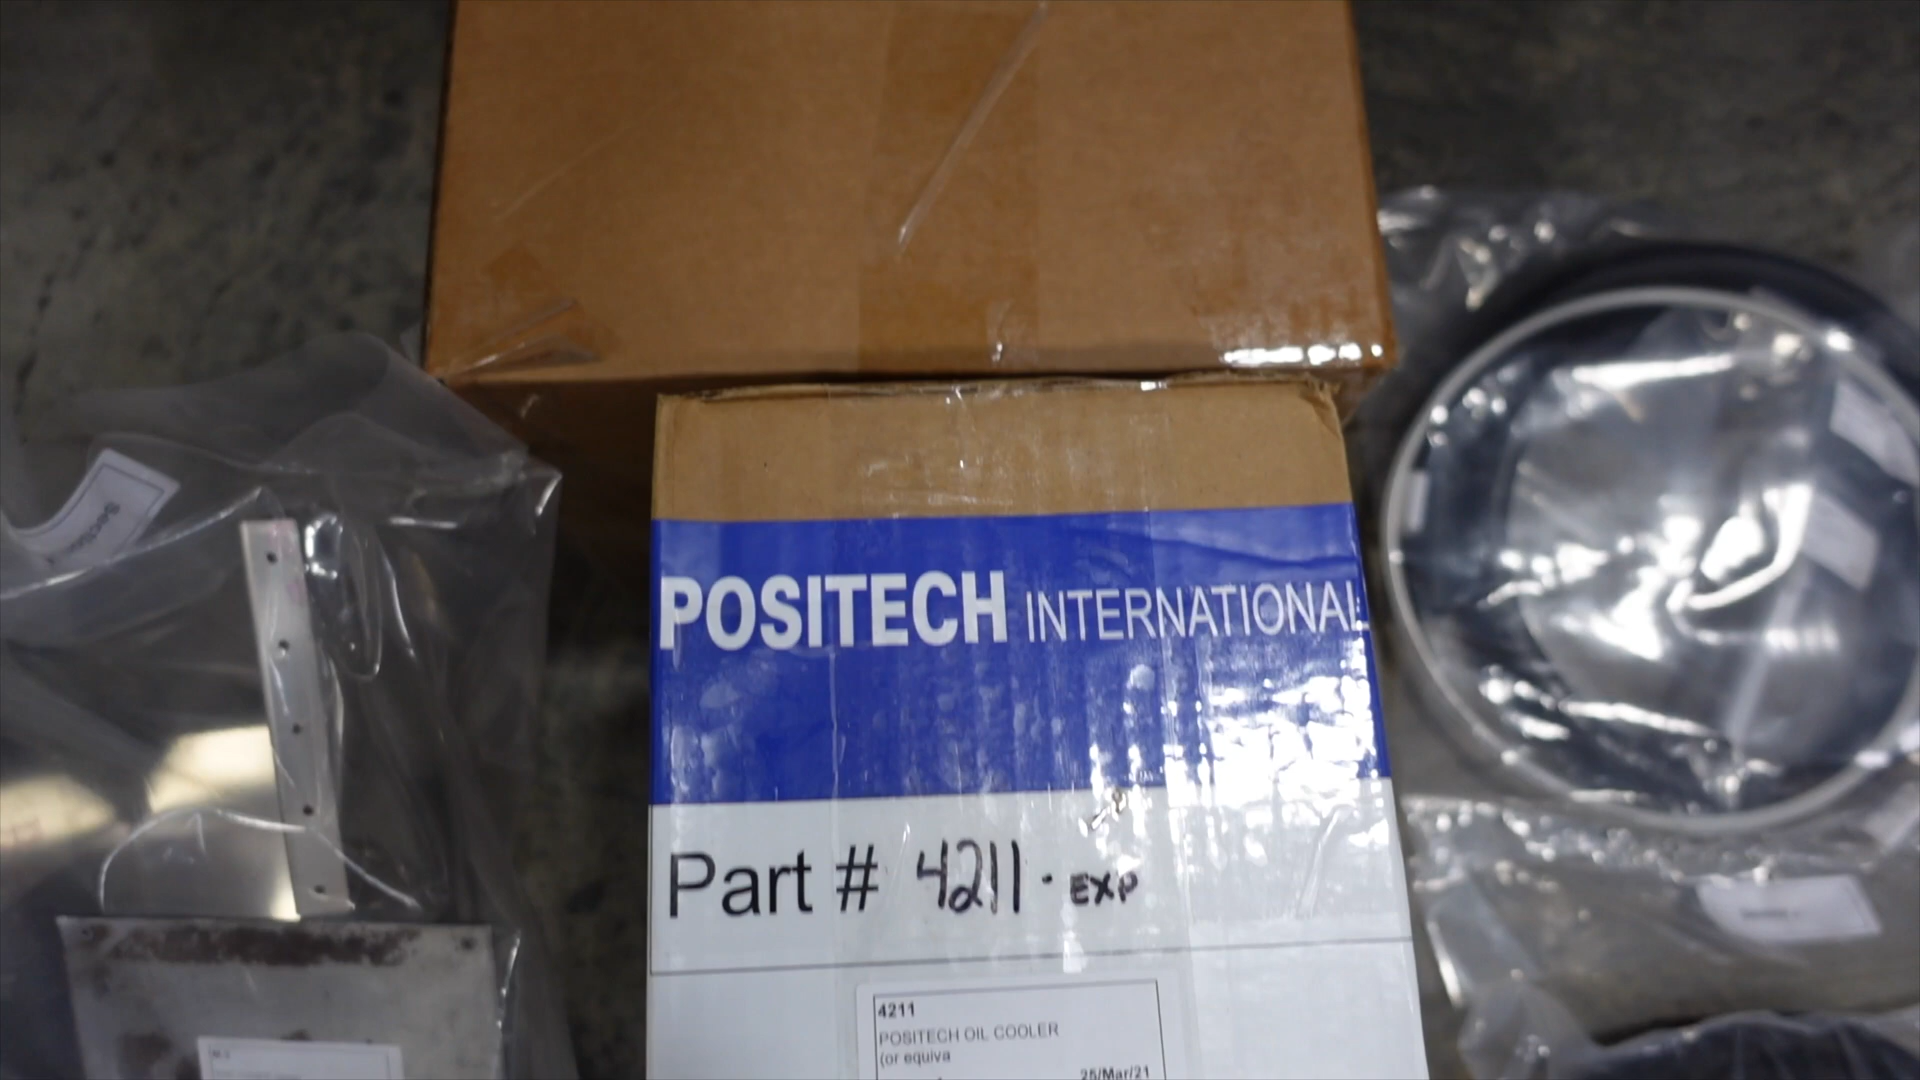 POSITECH INTERNATIONAL
Part # 4211 - EXP
4211
POSITECH OIL COOLER
(or equiva
25/Mar/21